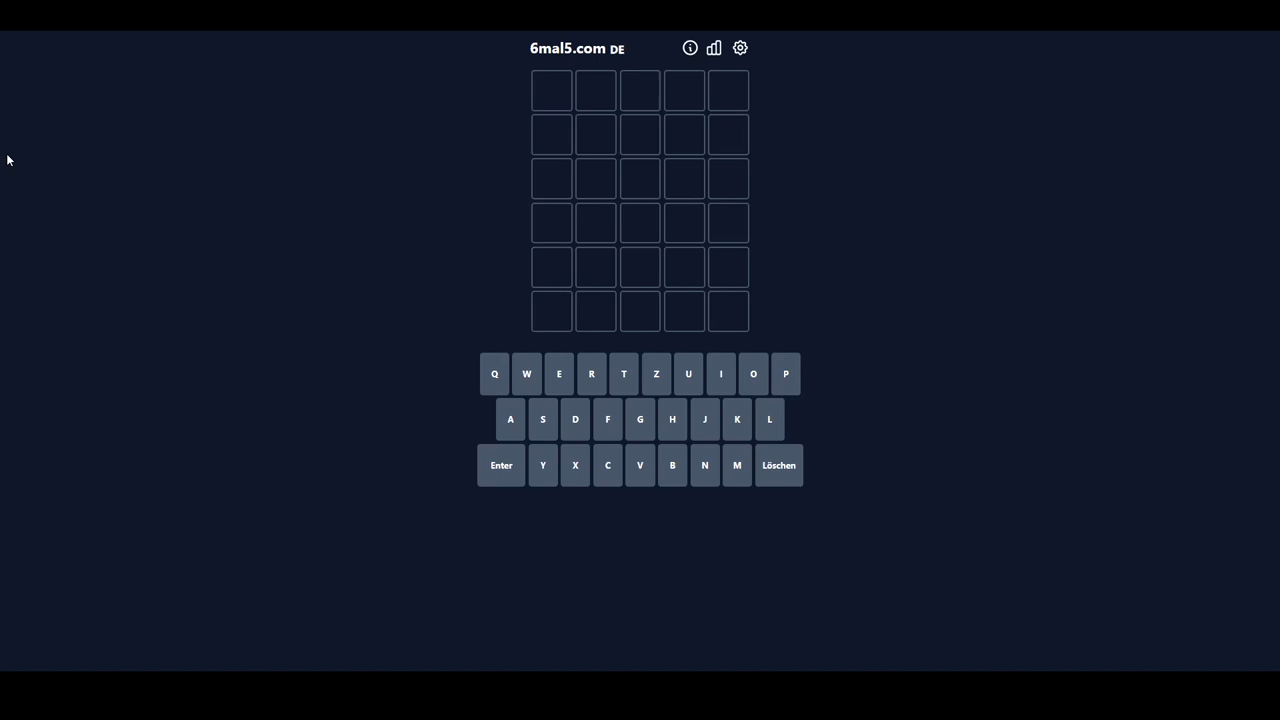 6mal5.com DE
Q W E R T Z U I O P
A S D F G H J K L
Enter Y X C V B N M Löschen